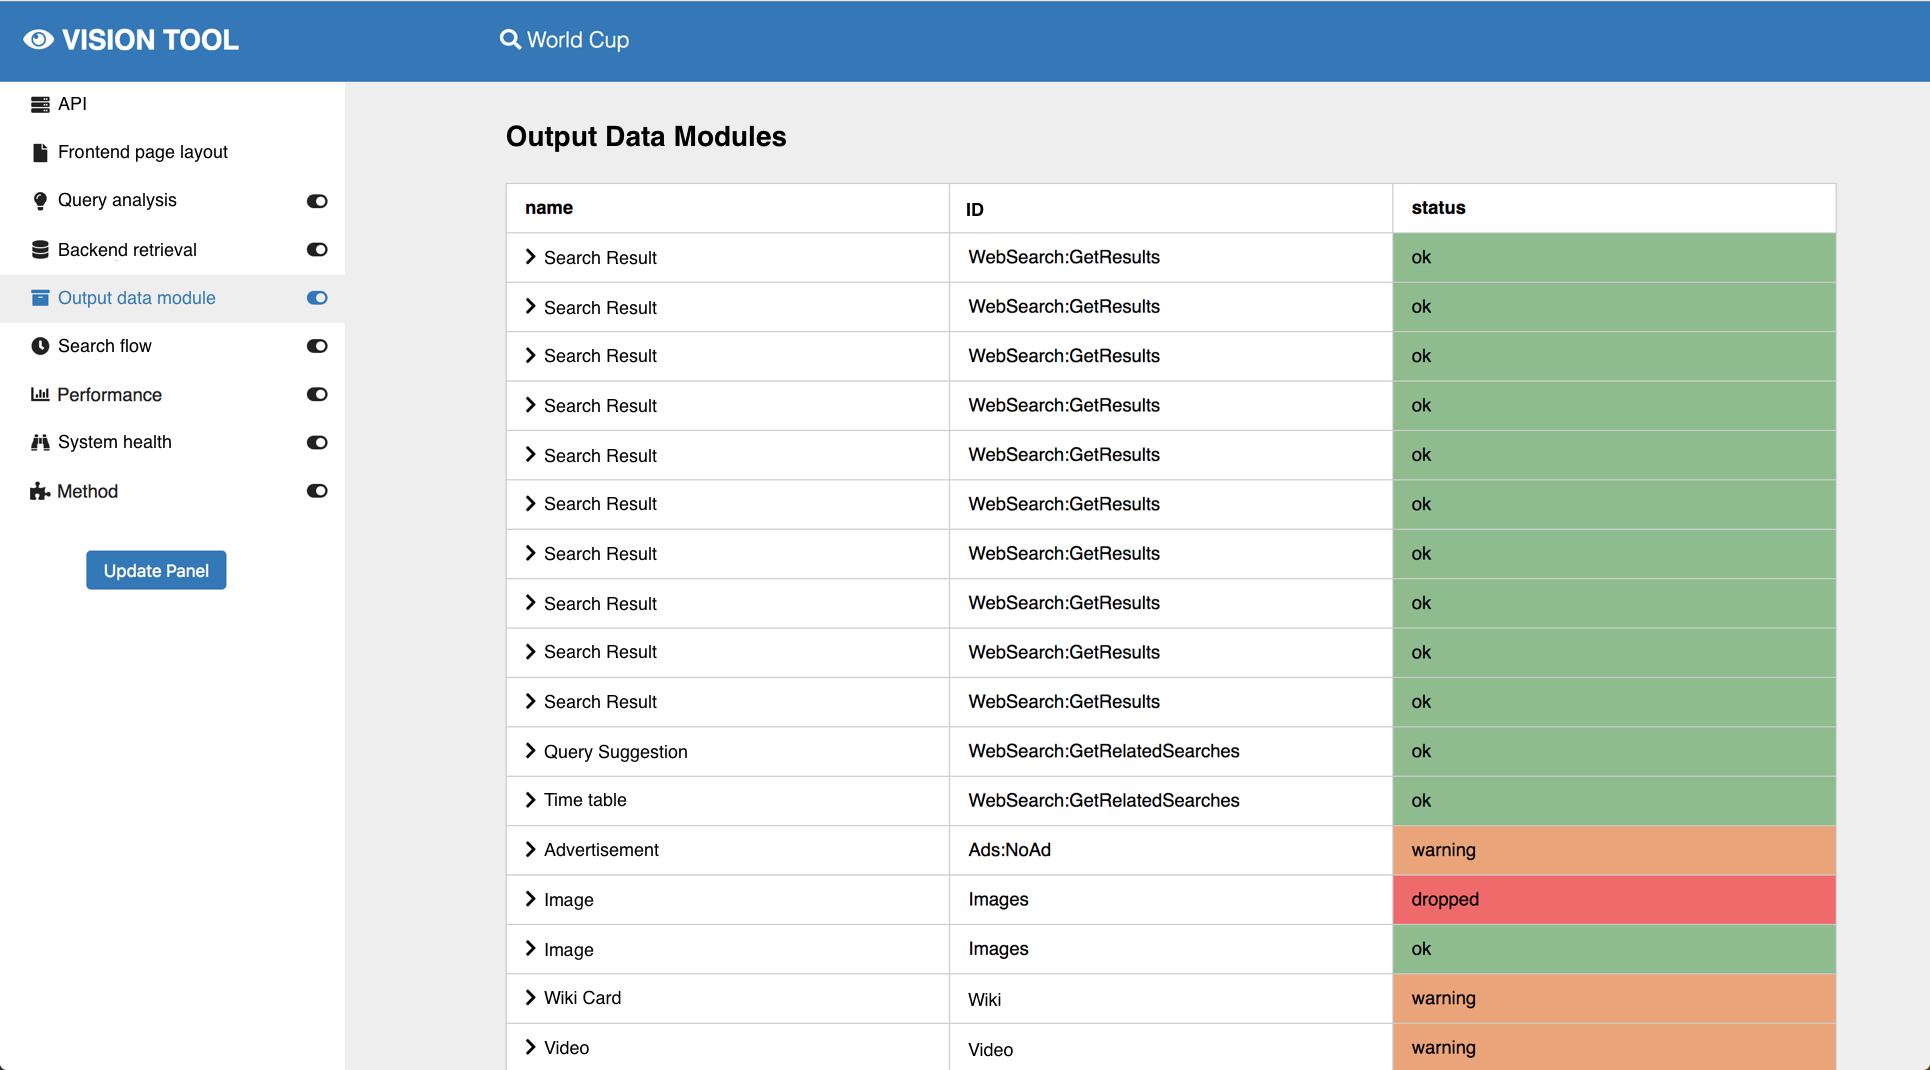 VISION TOOL
World Cup
API
Frontend page layout
Query analysis
Backend retrieval
Output data module
Search flow
Performance
System health
Method
Update Panel
Output Data Modules
name ID status
Search Result WebSearch:GetResults ok
Search Result WebSearch:GetResults ok
Search Result WebSearch:GetResults ok
Search Result WebSearch:GetResults ok
Search Result WebSearch:GetResults ok
Search Result WebSearch:GetResults ok
Search Result WebSearch:GetResults ok
Search Result WebSearch:GetResults ok
Search Result WebSearch:GetResults ok
Search Result WebSearch:GetResults ok
Query Suggestion WebSearch:GetRelatedSearches ok
Time table WebSearch:GetRelatedSearches ok
Advertisement Ads:NoAd warning
Image Images dropped
Image Images ok
Wiki Card Wiki warning
Video Video warning